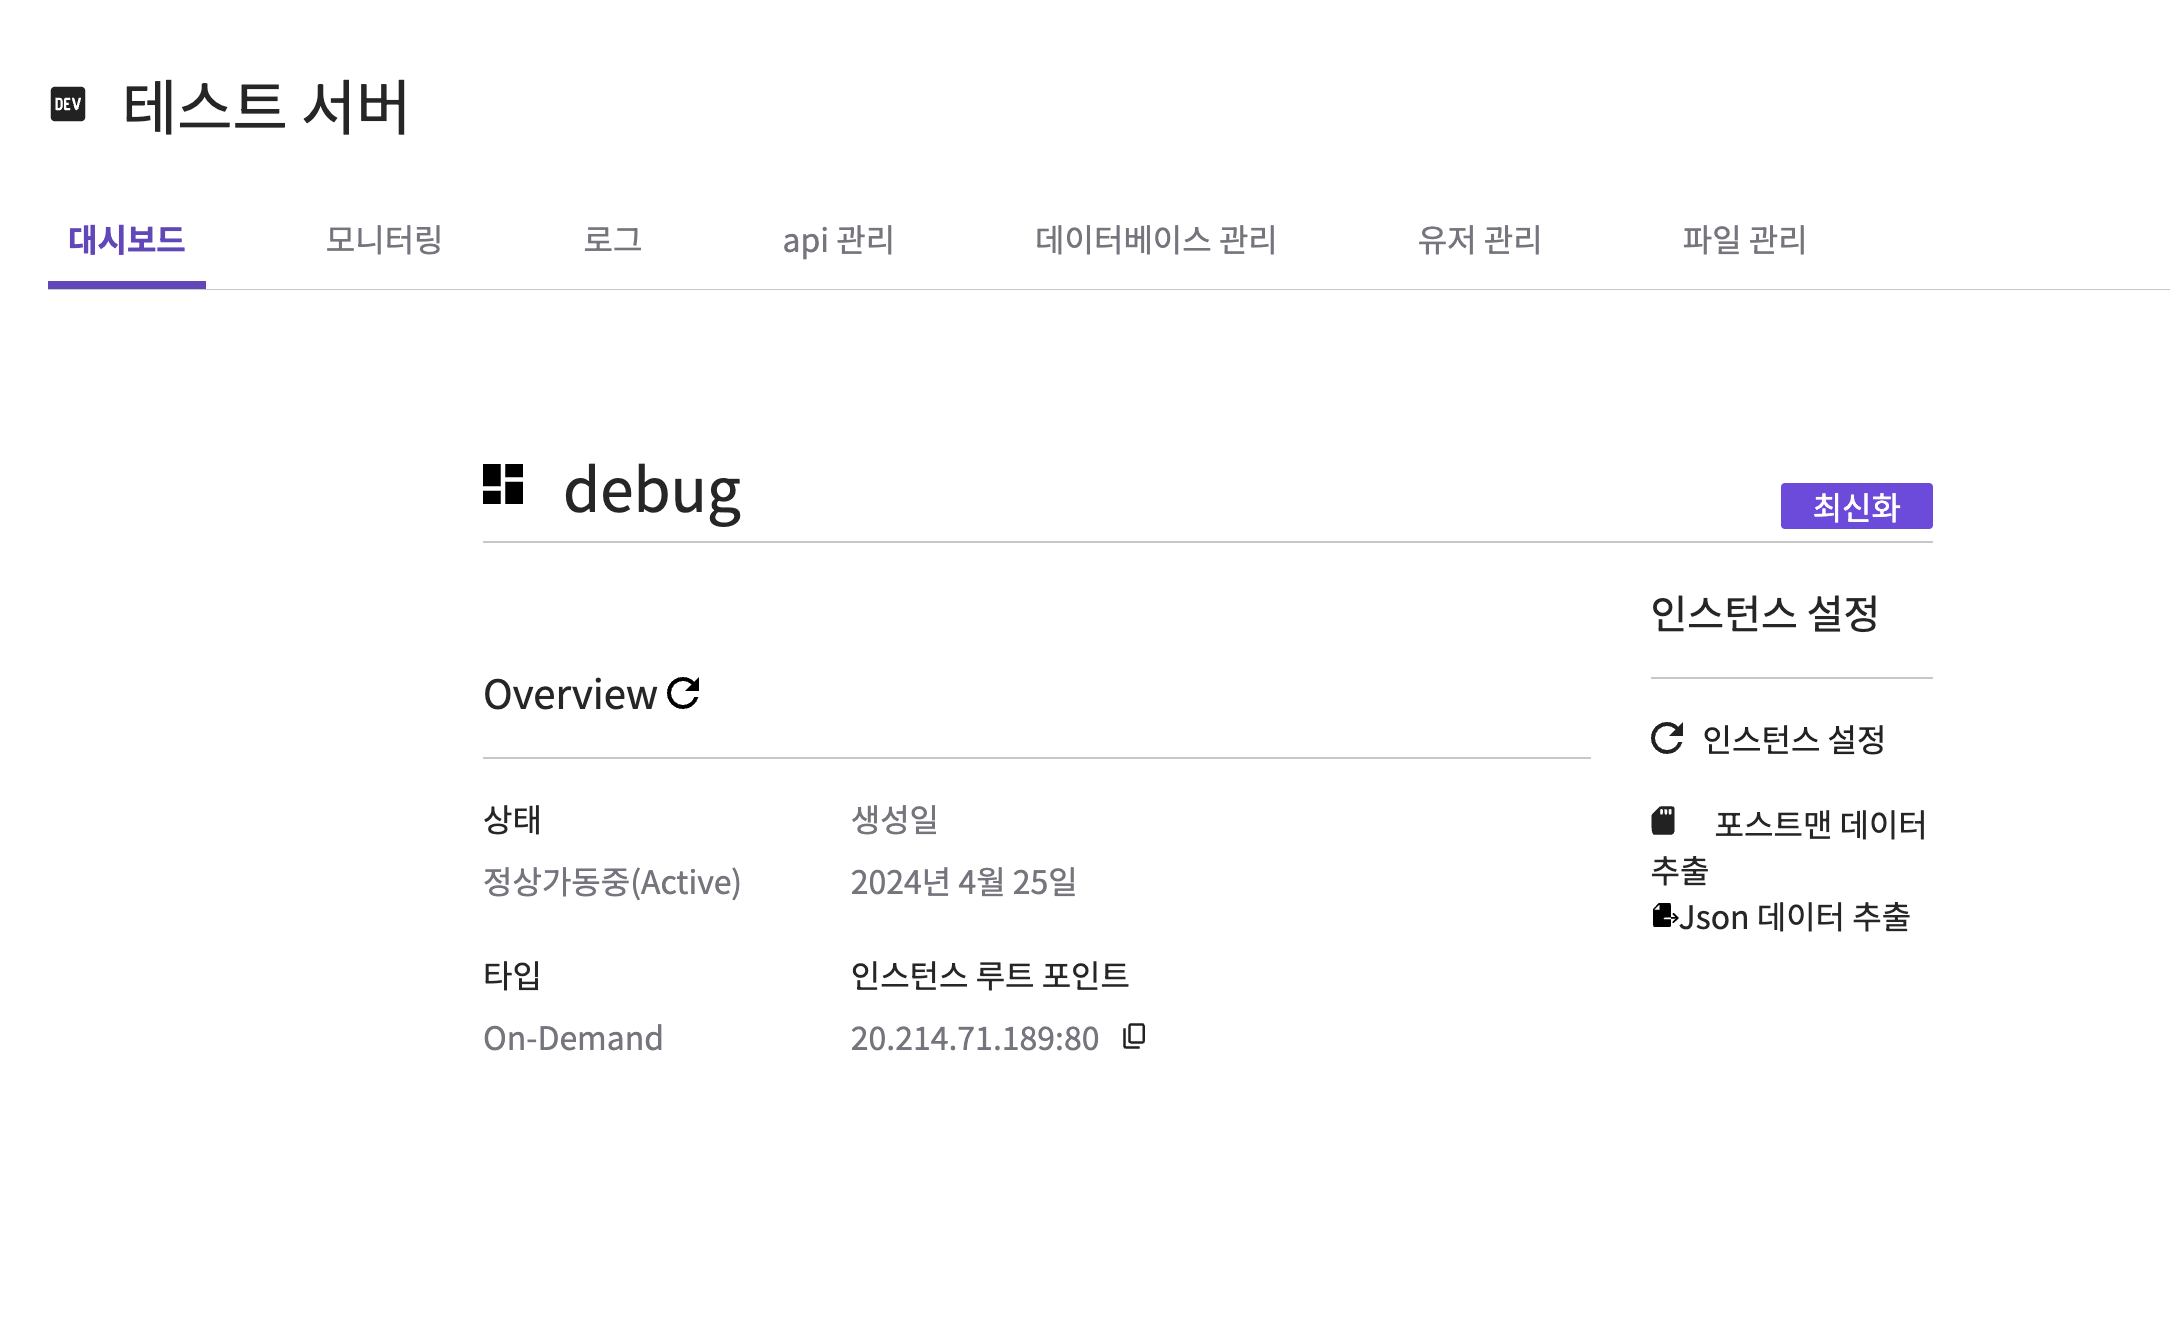 DEV 테스트 서버
대시보드 모니터링 로그 api 관리 데이터베이스 관리 유저 관리 파일 관리
debug
최신화
Overview
상태 생성일
정상가동중(Active) 2024년 4월 25일
타입 인스턴스 루트 포인트
On-Demand 20.214.71.189:80
인스턴스 설정
인스턴스 설정
포스트맨 데이터
추출
Json 데이터 추출